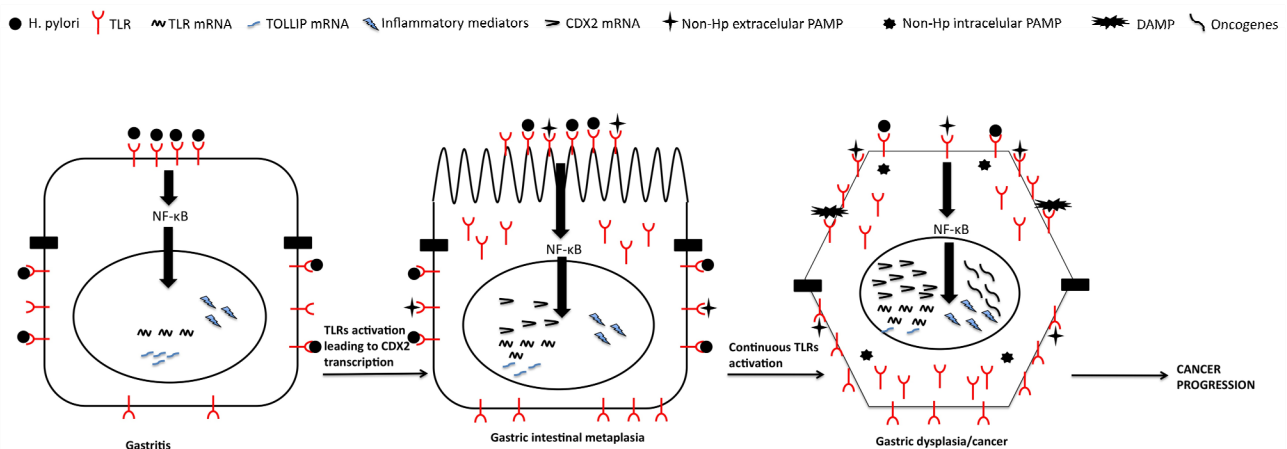 H. pylori TLR TLR mRNA TOLLIP mRNA Inflammatory mediators CDX2 mRNA Non-Hp extracelular PAMP Non-Hp intracelular PAMP DAMP Oncogenes
NF-κB
NF-κB
NF-κB
TLRs activation
leading to CDX2
transcription
Continuous TLRs
activation
CANCER
PROGRESSION
Gastritis
Gastric intestinal metaplasia
Gastric dysplasia/cancer